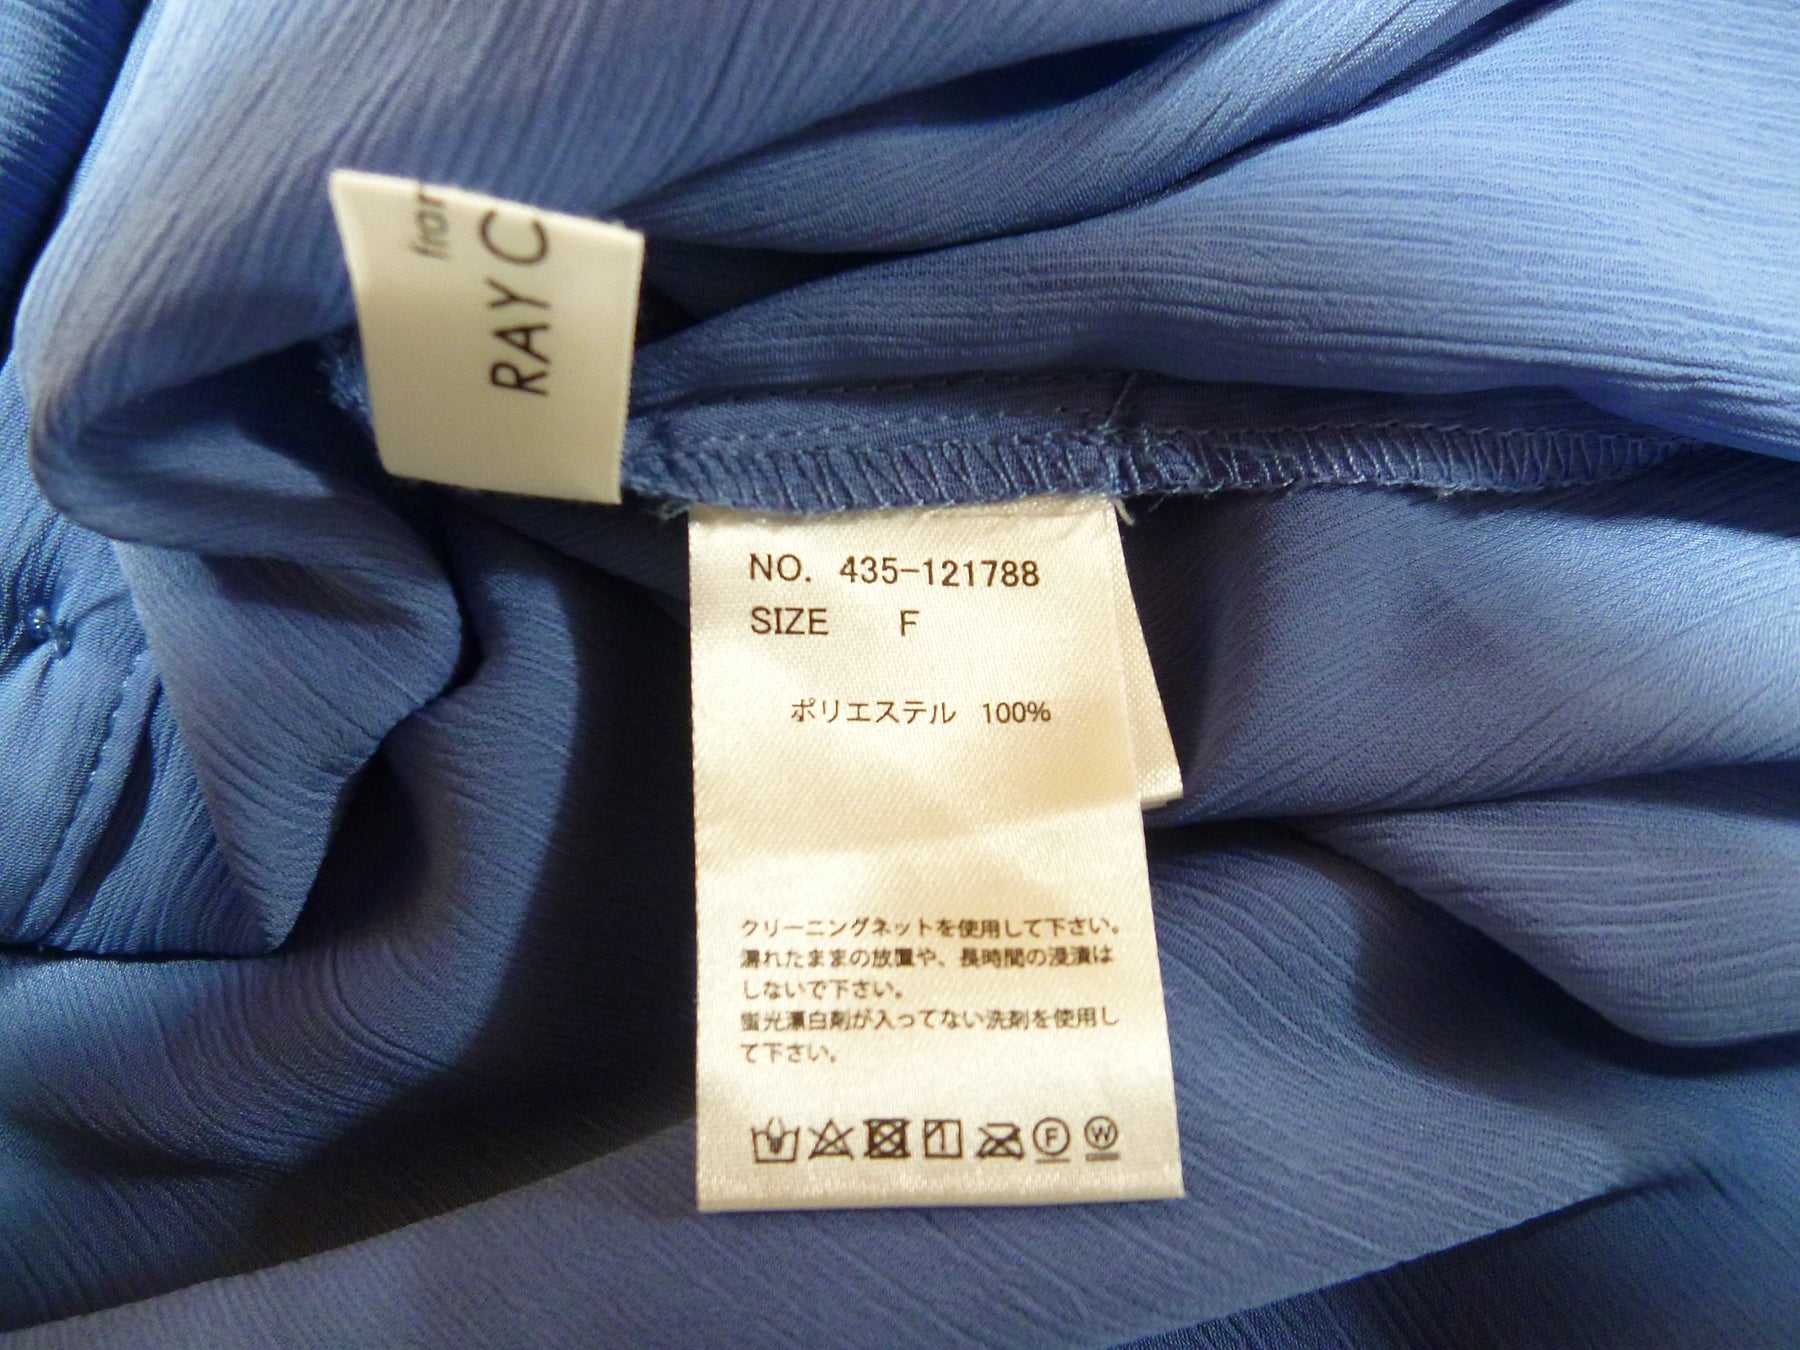 fran
RAY C
NO. 435-121788
SIZE F
ポリエステル 100%
クリーニングネットを使用して下さい。
濡れたままの放置や、長時間の浸漬は
しないで下さい。
蛍光漂白剤が入ってない洗剤を使用し
て下さい。
F W